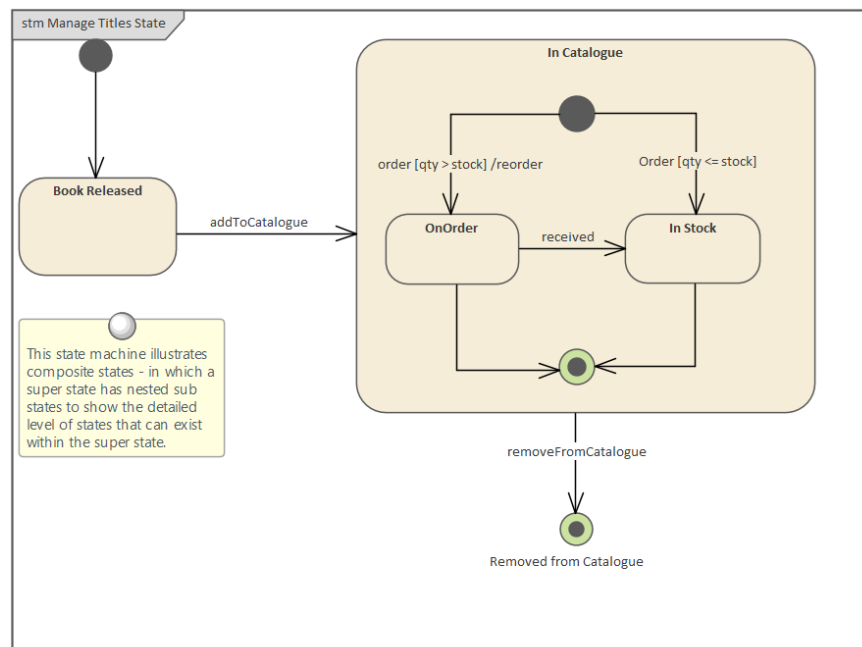 stm Manage Titles State
In Catalogue
order [qty > stock] /reorder
Order [qty <= stock]
Book Released
addToCatalogue
OnOrder
received
In Stock
This state machine illustrates
composite states - in which a
super state has nested sub
states to show the detailed
level of states that can exist
within the super state.
removeFromCatalogue
Removed from Catalogue